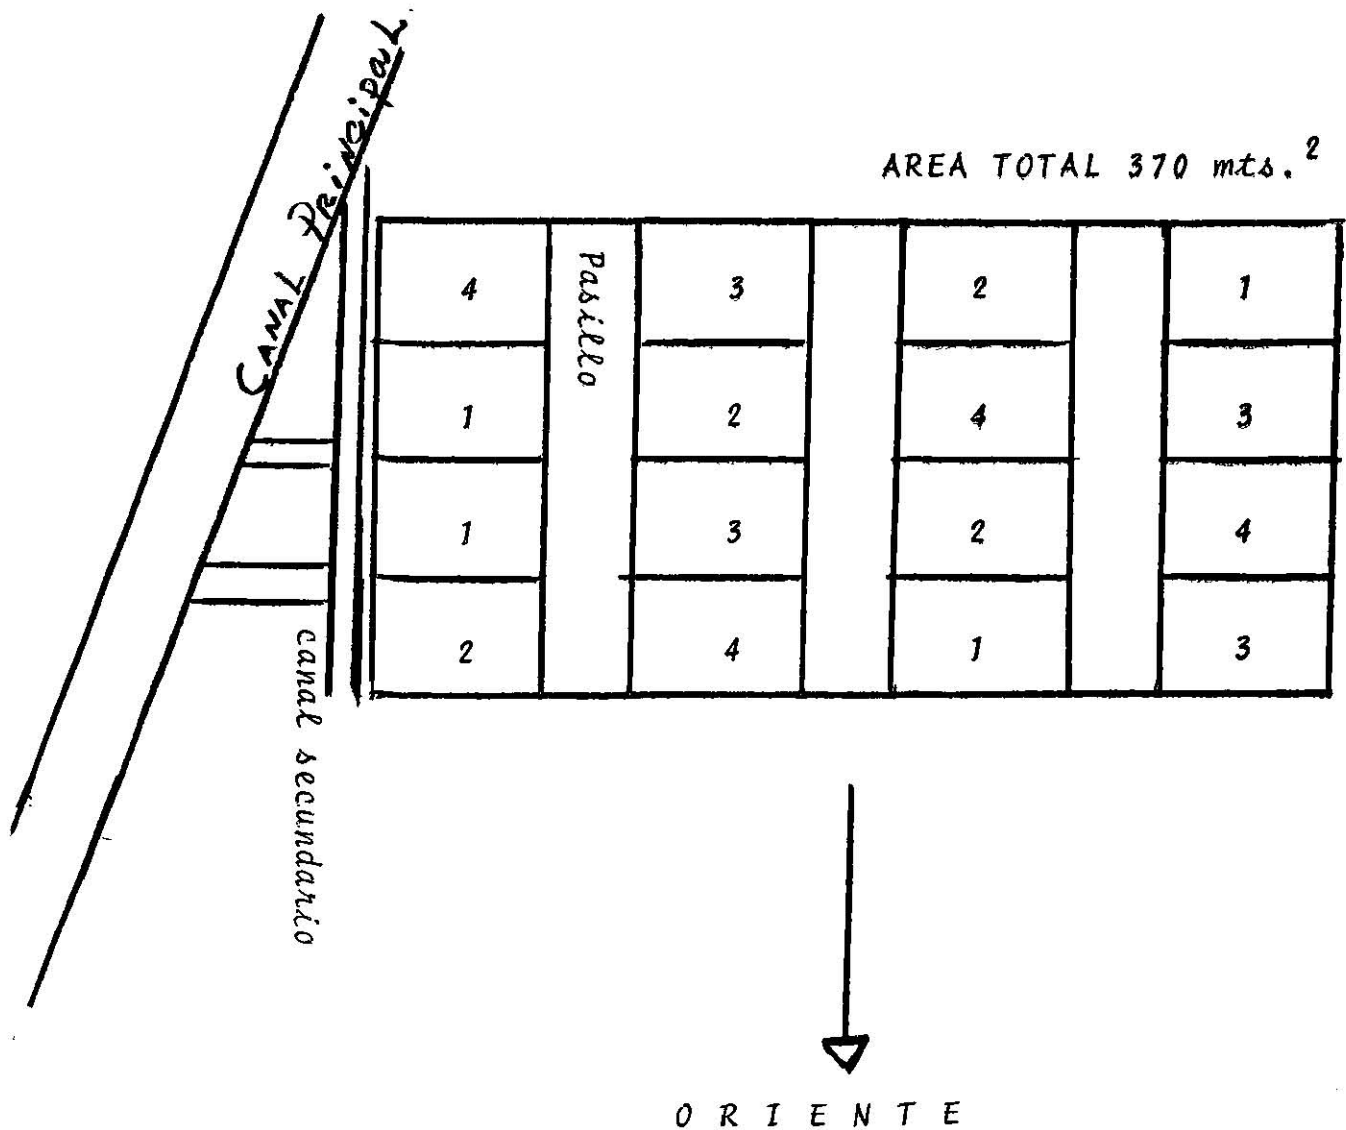 CANAL PRINCIPAL
AREA TOTAL 370 mts.²
4 Pasillo 3 2 1
1 2 4 3
1 3 2 4
2 4 1 3
canal secundario
ORIENTE